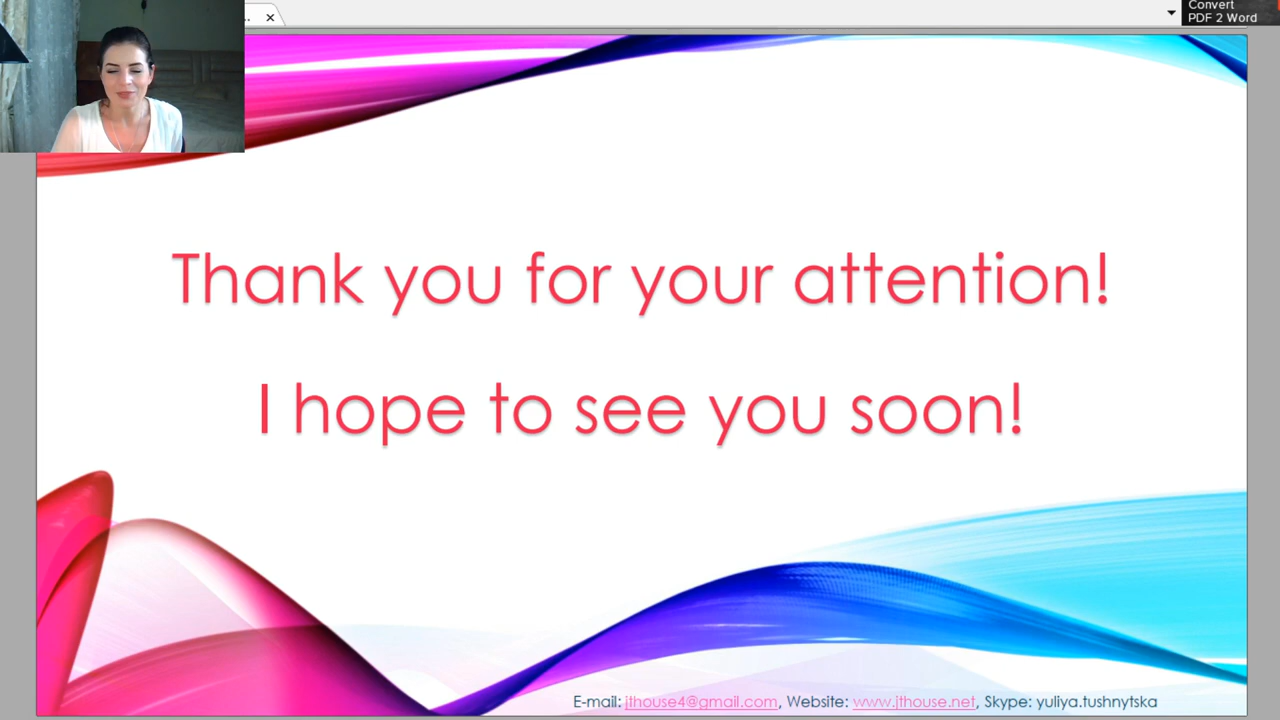 ..
Convert
PDF 2 Word
Thank you for your attention!
I hope to see you soon!
E-mail: jthouse4@gmail.com, Website: www.jthouse.net, Skype: yuliya.tushnytska